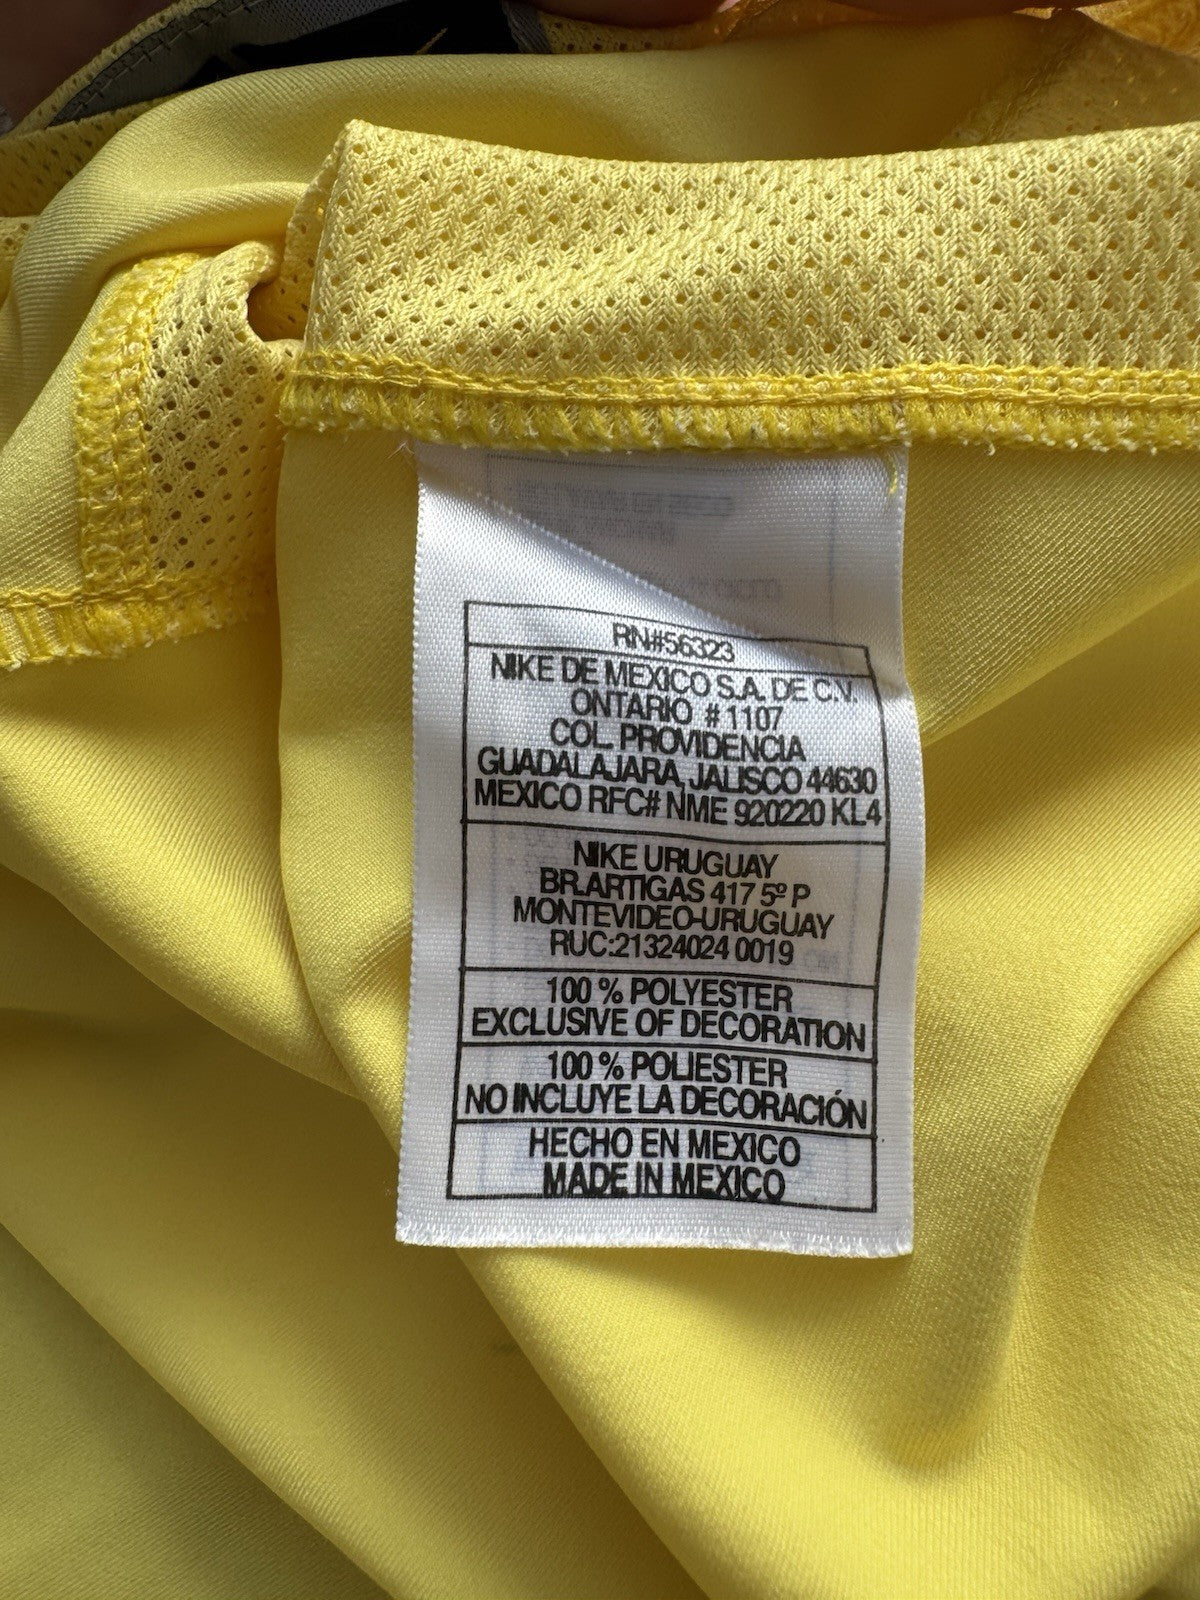 RN#56323
NIKE DE MEXICO S.A. DE C.V.
ONTARIO # 1107
COL. PROVIDENCIA
GUADALAJARA, JALISCO 44630
MEXICO RFC# NME 920220 KL4
NIKE URUGUAY
BR.ARTIGAS 417 5º P
MONTEVIDEO-URUGUAY
RUC:21324024 0019
100 % POLYESTER
EXCLUSIVE OF DECORATION
100 % POLIESTER
NO INCLUYE LA DECORACIÓN
HECHO EN MEXICO
MADE IN MEXICO